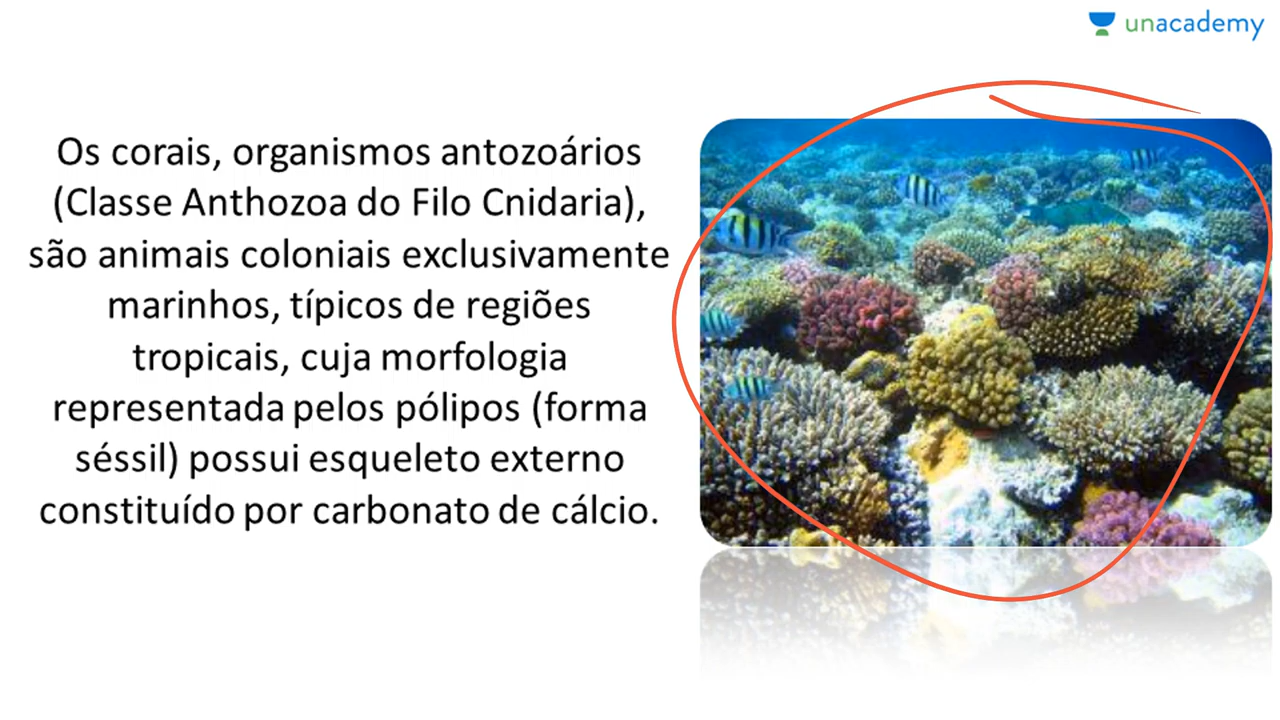 unacademy
Os corais, organismos antozoários
(Classe Anthozoa do Filo Cnidaria),
são animais coloniais exclusivamente
marinhos, típicos de regiões
tropicais, cuja morfologia
representada pelos pólipos (forma
séssil) possui esqueleto externo
constituído por carbonato de cálcio.